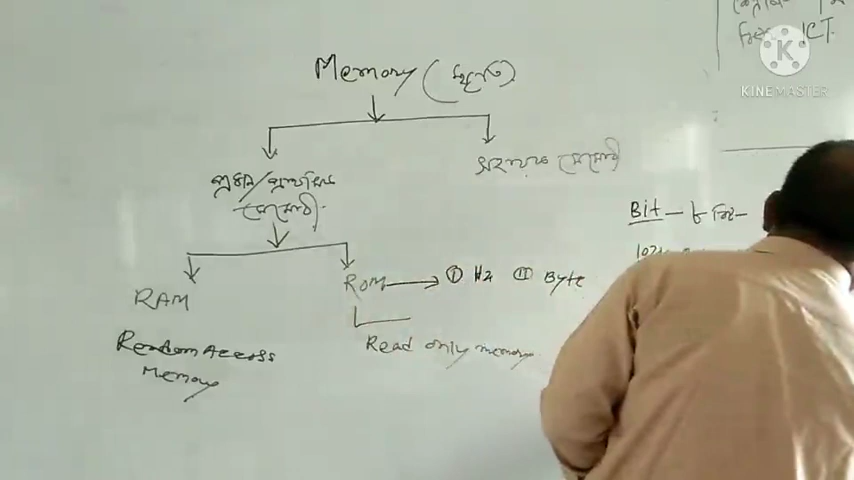 ICT.
KINEMASTER
Memory (স্মৃতি)
প্রধান/প্রাথমিক
মেমোরী
সহায়ক মেমোরী
Bit — ৮ বিট-
RAM
ROM → ① Hz ② Byte
Random Access
Memory
Read only memory